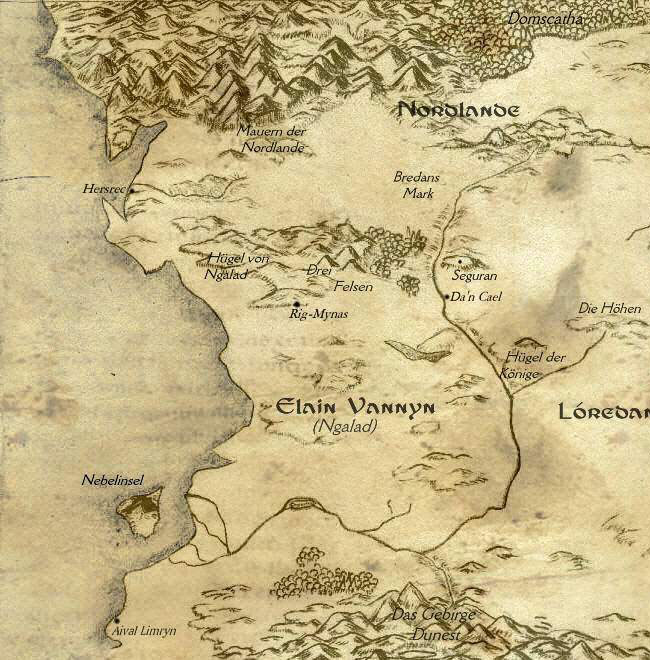 Domscatha
Nordlande
Mauern der
Nordlande
Bredans
Mark
Hersrec
Hügel von
Ngalad
Drei
Felsen
Seguran
Da'n Cael
Rig-Mynas
Die Höhen
Hügel der
Könige
Elain Vannyn
(Ngalad)
Lóredan
Nebelinsel
Aival Limryn
Das Gebirge
Dunest